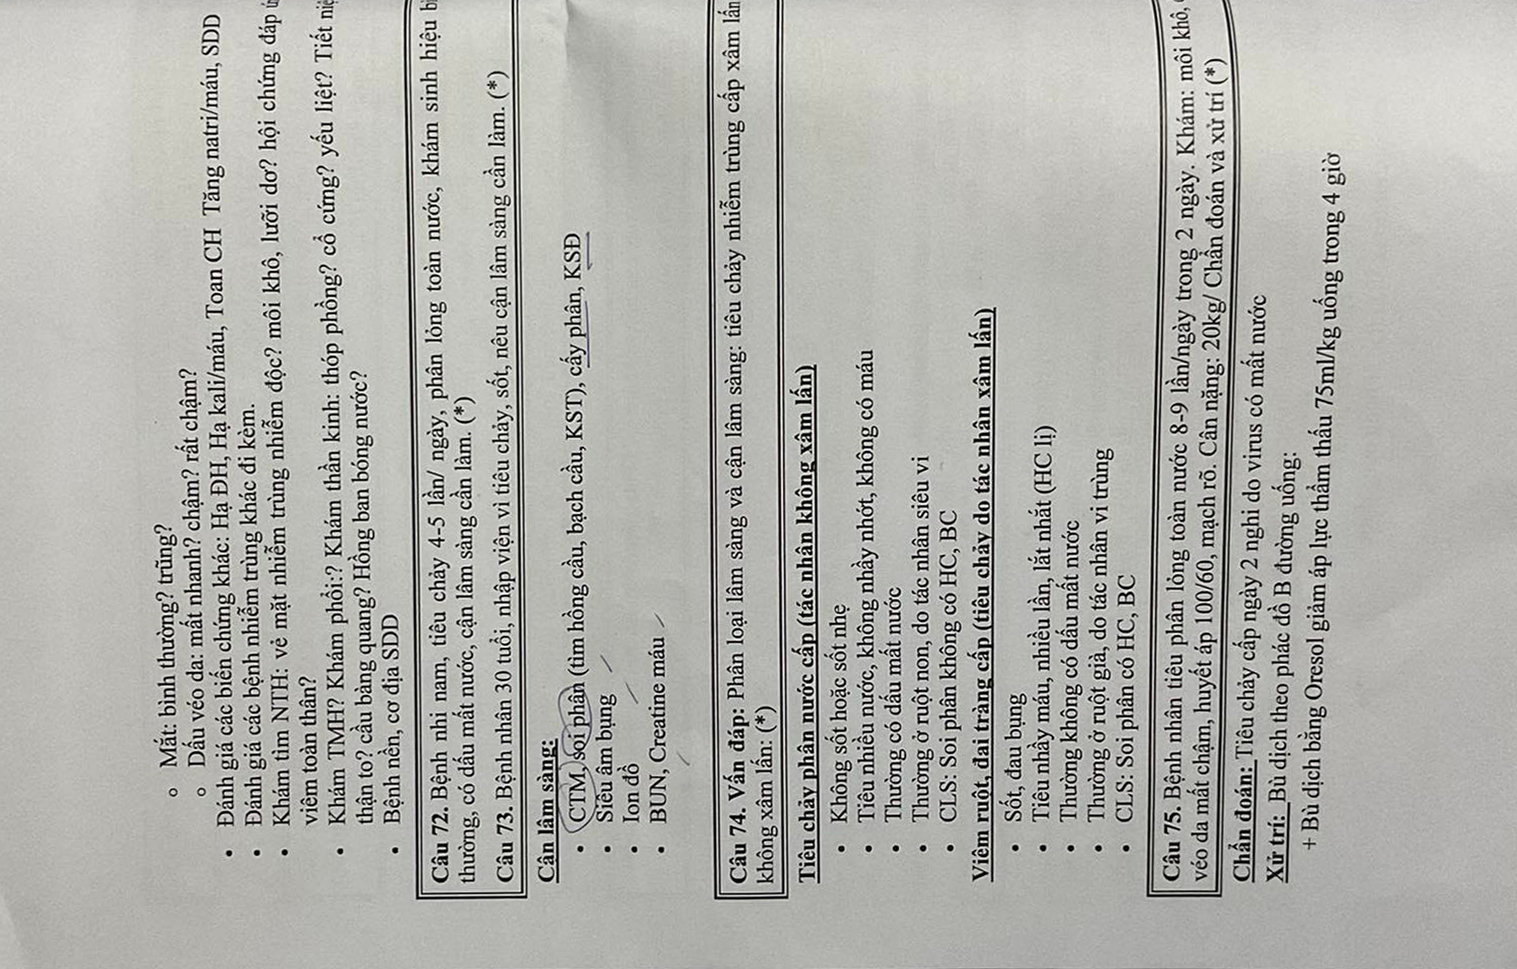 o Mắt: bình thường? trũng?
o Dấu véo da: mất nhanh? chậm? rất chậm?
• Đánh giá các biến chứng khác: Hạ ĐH, Hạ kali/máu, Toan CH Tăng natri/máu, SDD
• Đánh giá các bệnh nhiễm trùng khác đi kèm.
• Khám tìm NTH: vẻ mặt nhiễm trùng nhiễm độc? môi khô, lưỡi dơ? hội chứng đáp
viêm toàn thân?
• Khám TMH? Khám phổi:? Khám thần kinh: thóp phồng? cổ cứng? yếu liệt? Tiết
thận to? cầu bàng quang? Hồng ban bóng nước?
• Bệnh nền, cơ địa SDD
Câu 72. Bệnh nhi nam, tiêu chảy 4-5 lần/ ngày, phân lỏng toàn nước, khám sinh hiệu
thường, có dấu mất nước, cận lâm sàng cần làm. (*)
Câu 73. Bệnh nhân 30 tuổi, nhập viện vì tiêu chảy, sốt, nêu cận lâm sàng cần làm. (*)
Cận lâm sàng:
• CTM, soi phân (tìm hồng cầu, bạch cầu, KST), cấy phân, KSĐ
• Siêu âm bụng
• Ion đồ
• BUN, Creatine máu
Câu 74. Vấn đáp: Phân loại lâm sàng và cận lâm sàng: tiêu chảy nhiễm trùng cấp xâm lấn
không xâm lấn: (*)
Tiêu chảy phân nước cấp (tác nhân không xâm lấn)
• Không sốt hoặc sốt nhẹ
• Tiêu nhiều nước, không nhầy nhớt, không có máu
• Thường có dấu mất nước
• Thường ở ruột non, do tác nhân siêu vi
• CLS: Soi phân không có HC, BC
Viêm ruột, đại tràng cấp (tiêu chảy do tác nhân xâm lấn)
• Sốt, đau bụng
• Tiêu nhầy máu, nhiều lần, lắt nhắt (HC lị)
• Thường không có dấu mất nước
• Thường ở ruột già, do tác nhân vi trùng
• CLS: Soi phân có HC, BC
Câu 75. Bệnh nhân tiêu phân lỏng toàn nước 8-9 lần/ngày trong 2 ngày. Khám: môi khô,
véo da mất chậm, huyết áp 100/60, mạch rõ. Cân nặng: 20kg/ Chẩn đoán và xử trí (*)
Chẩn đoán: Tiêu chảy cấp ngày 2 nghi do virus có mất nước
Xử trí: Bù dịch theo phác đồ B đường uống:
+ Bù dịch bằng Oresol giảm áp lực thẩm thấu 75ml/kg uống trong 4 giờ